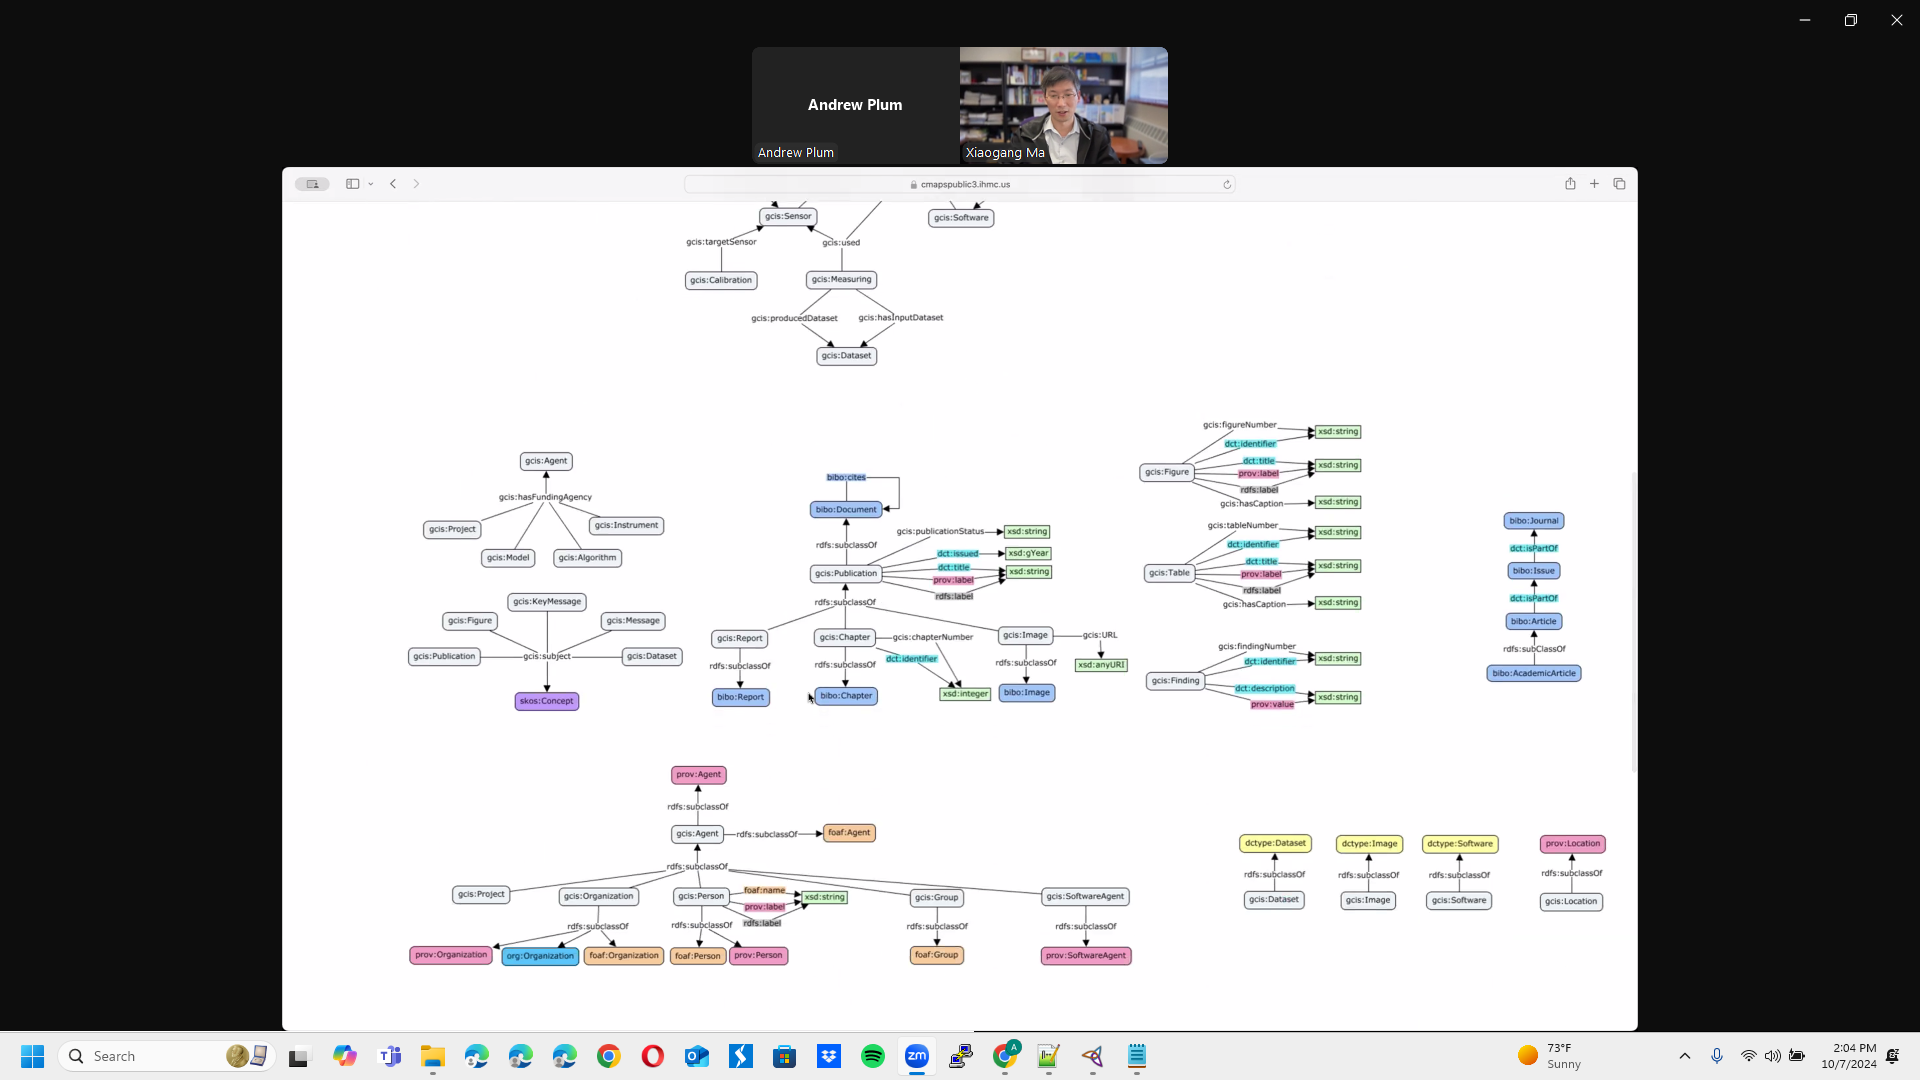 Andrew Plum
Andrew Plum
Xiaogang Ma
cmapspublic3.ihmc.us
gcis:Sensor
gcis:Software
gcis:targetSensor
gcis:used
gcis:Calibration
gcis:Measuring
gcis:producedDataset
gcis:hasInputDataset
gcis:Dataset
gcis:Agent
gcis:hasFundingAgency
gcis:Project
gcis:Instrument
gcis:Model
gcis:Algorithm
gcis:KeyMessage
gcis:Figure
gcis:Message
gcis:Publication
gcis:subject
gcis:Dataset
skos:Concept
bibo:cites
bibo:Document
rdfs:subclassOf
gcis:publicationStatus
xsd:string
dct:issued
xsd:gYear
gcis:Publication
dct:title
xsd:string
prov:label
rdfs:label
rdfs:subclassOf
gcis:Report
gcis:Chapter
gcis:chapterNumber
gcis:Image
gcis:URL
rdfs:subclassOf
rdfs:subclassOf
dct:identifier
rdfs:subclassOf
xsd:anyURI
bibo:Report
bibo:Chapter
xsd:integer
bibo:Image
gcis:figureNumber
xsd:string
dct:identifier
gcis:Figure
dct:title
xsd:string
prov:label
rdfs:label
gcis:hasCaption
xsd:string
gcis:tableNumber
xsd:string
dct:identifier
gcis:Table
dct:title
xsd:string
prov:label
rdfs:label
gcis:hasCaption
xsd:string
gcis:findingNumber
xsd:string
dct:identifier
gcis:Finding
dct:description
xsd:string
prov:value
bibo:Journal
dct:isPartOf
bibo:Issue
dct:isPartOf
bibo:Article
rdfs:subClassOf
bibo:AcademicArticle
prov:Agent
rdfs:subclassOf
gcis:Agent
rdfs:subclassOf
foaf:Agent
rdfs:subclassOf
gcis:Project
gcis:Organization
gcis:Person
foaf:name
xsd:string
prov:label
rdfs:label
gcis:Group
gcis:SoftwareAgent
rdfs:subclassOf
rdfs:subclassOf
rdfs:subclassOf
rdfs:subclassOf
prov:Organization
org:Organization
foaf:Organization
foaf:Person
prov:Person
foaf:Group
prov:SoftwareAgent
dctype:Dataset
dctype:Image
dctype:Software
prov:Location
rdfs:subclassOf
rdfs:subclassOf
rdfs:subclassOf
rdfs:subclassOf
gcis:Dataset
gcis:Image
gcis:Software
gcis:Location
Search
zm
A
73°F
Sunny
2:04 PM
10/7/2024